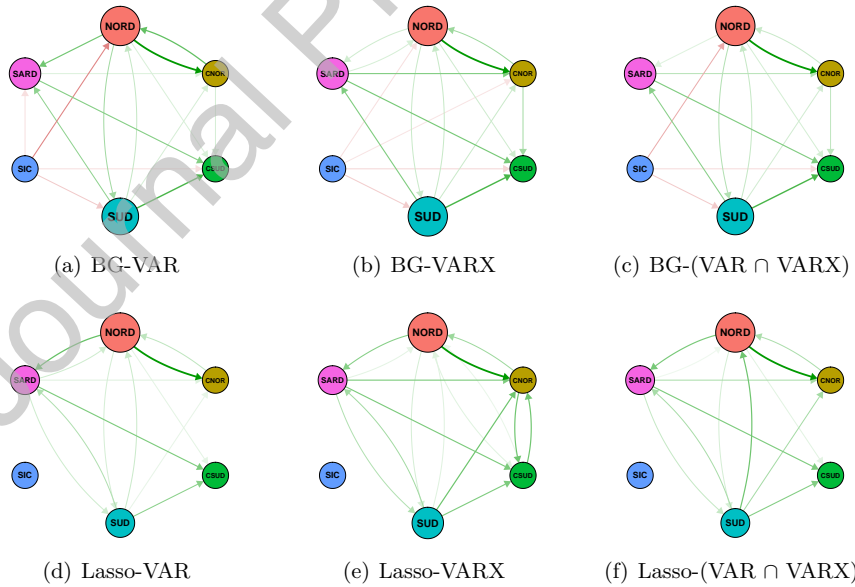 NORD NORD NORD
SARD CNOR SARD CNOR SARD CNOR
SIC CSUD SIC CSUD SIC CSUD
SUD SUD SUD
(a) BG-VAR (b) BG-VARX (c) BG-(VAR ∩ VARX)
NORD NORD NORD
SARD CNOR SARD CNOR SARD CNOR
SIC CSUD SIC CSUD SIC CSUD
SUD SUD SUD
(d) Lasso-VAR (e) Lasso-VARX (f) Lasso-(VAR ∩ VARX)
Journal P